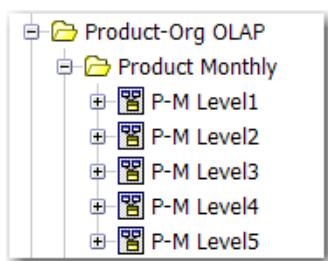 Product-Org OLAP
Product Monthly
P-M Level1
P-M Level2
P-M Level3
P-M Level4
P-M Level5